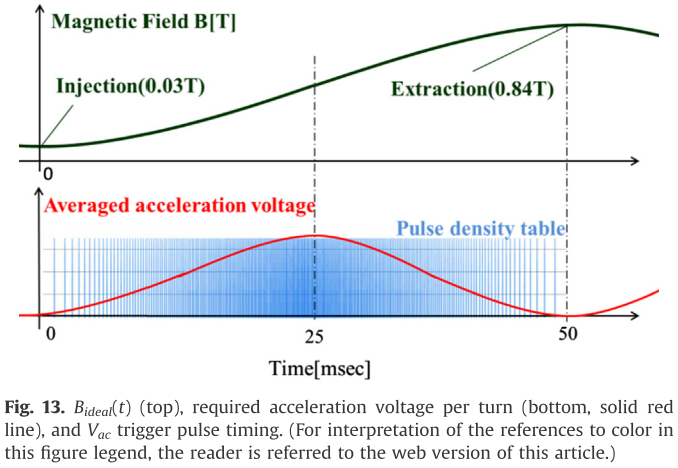 Magnetic Field B[T]
Injection(0.03T)
Extraction(0.84T)
0
Averaged acceleration voltage
Pulse density table
0
25
50
Time[msec]
Fig. 13. Bideal(t) (top), required acceleration voltage per turn (bottom, solid red
line), and Vac trigger pulse timing. (For interpretation of the references to color in
this figure legend, the reader is referred to the web version of this article.)